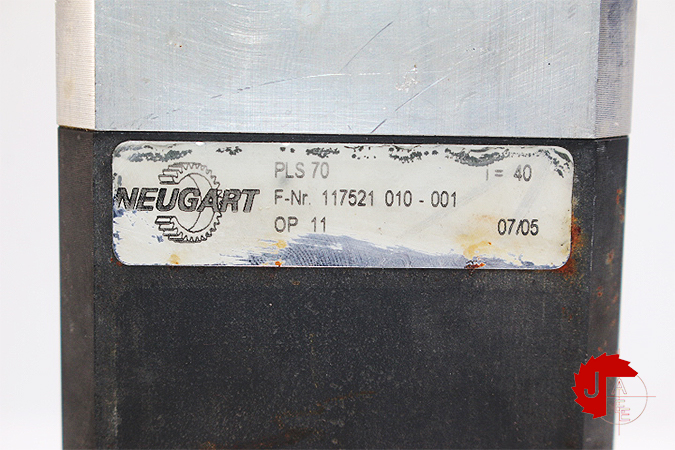 PLS 70 i = 40
NEUGART F-Nr. 117521 010 - 001
OP 11 07/05
J